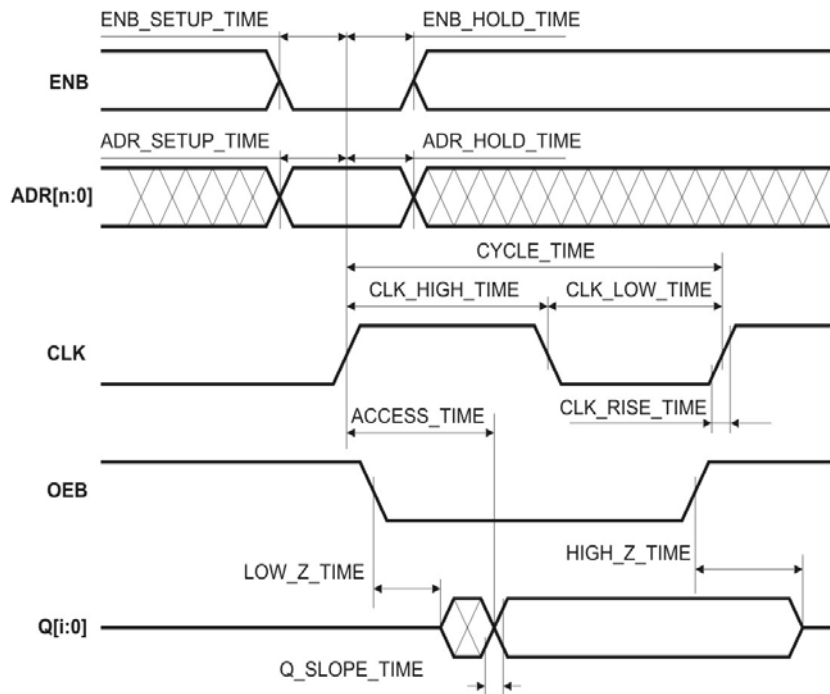 ENB_SETUP_TIME ENB_HOLD_TIME
ENB
ADR_SETUP_TIME ADR_HOLD_TIME
ADR[n:0]
CYCLE_TIME
CLK_HIGH_TIME CLK_LOW_TIME
CLK
CLK_RISE_TIME
ACCESS_TIME
OEB
HIGH_Z_TIME
LOW_Z_TIME
Q[i:0]
Q_SLOPE_TIME